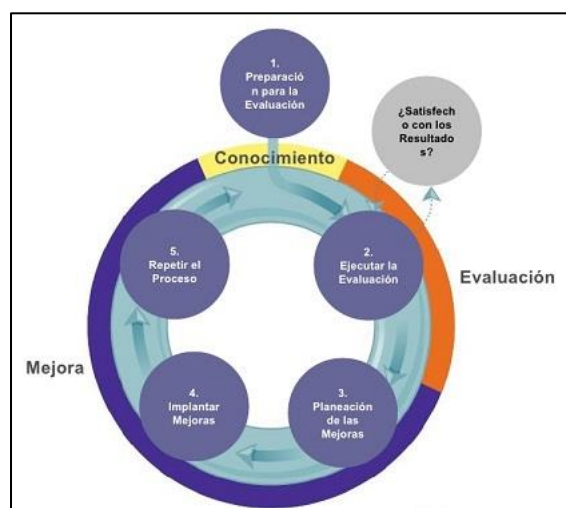 1.
Preparació
n para la
Evaluación
¿Satisfech
o con los
Resultado
s?
Conocimiento
5.
Repetir el
Proceso
2.
Ejecutar la
Evaluación
Evaluación
Mejora
4.
Implantar
Mejoras
3.
Planeación
de las
Mejoras